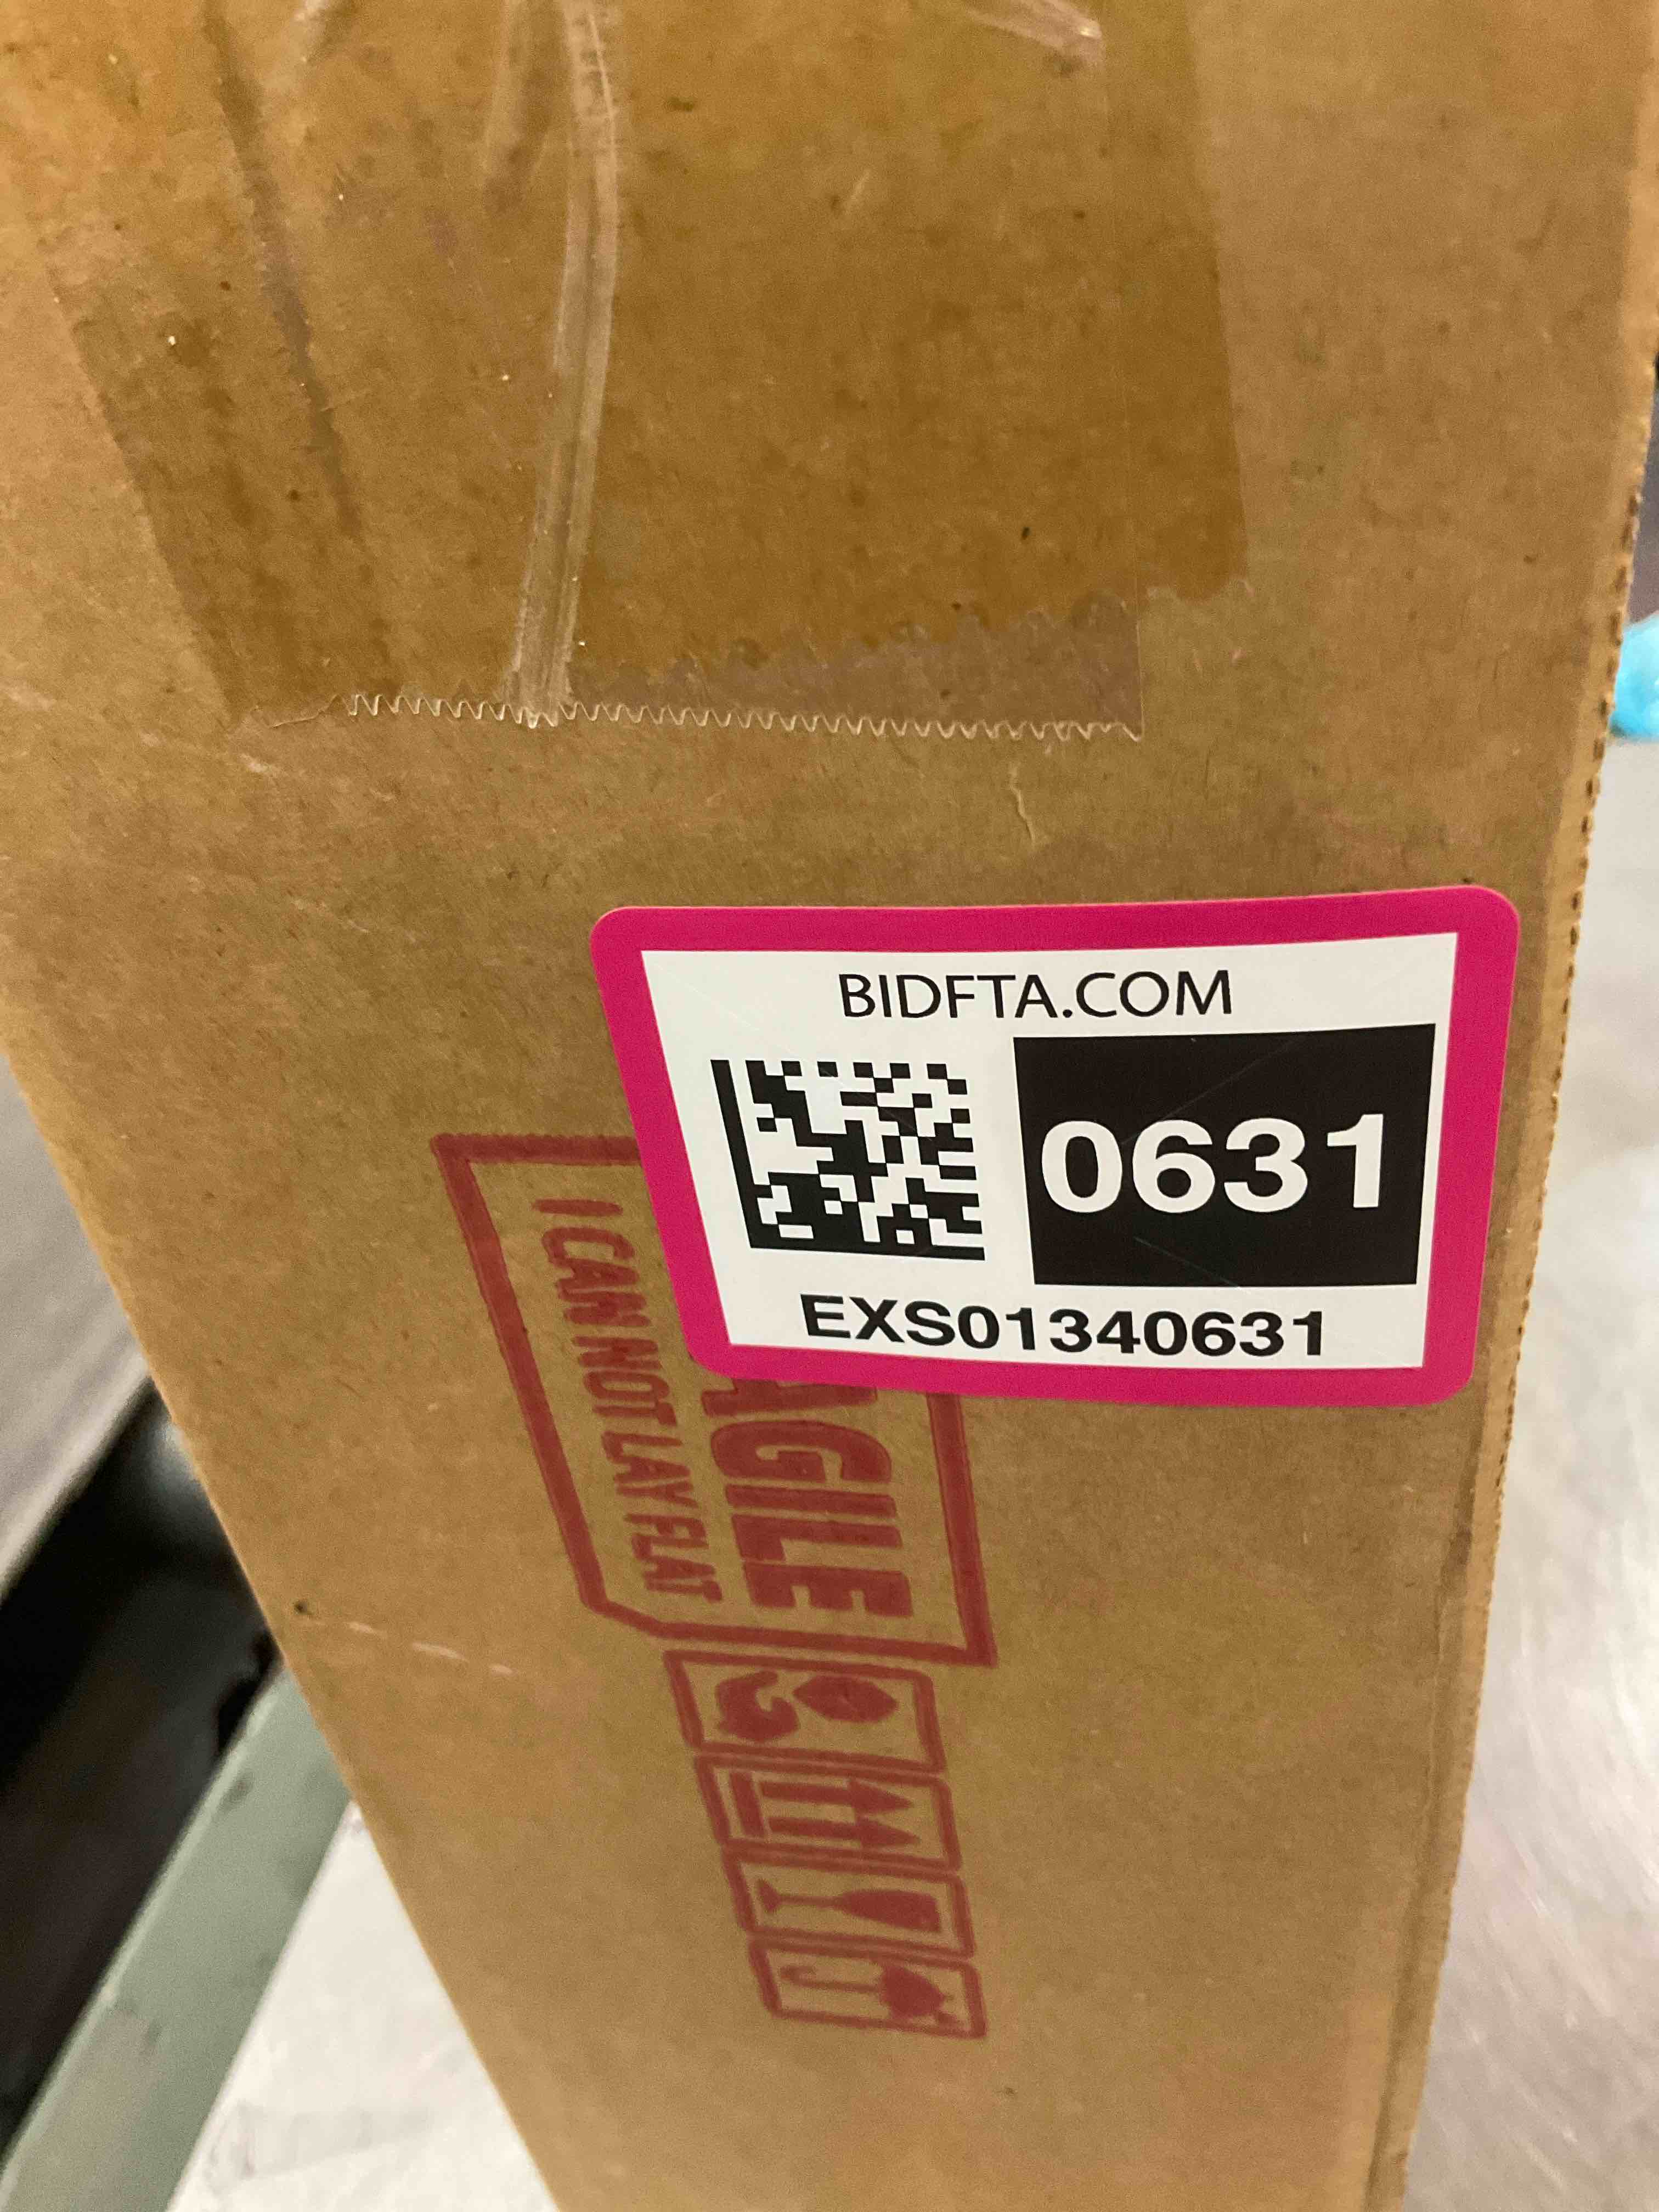 BIDFTA.COM
0631
EXS01340631
AGILE
I CAN NOT LAY FLAT